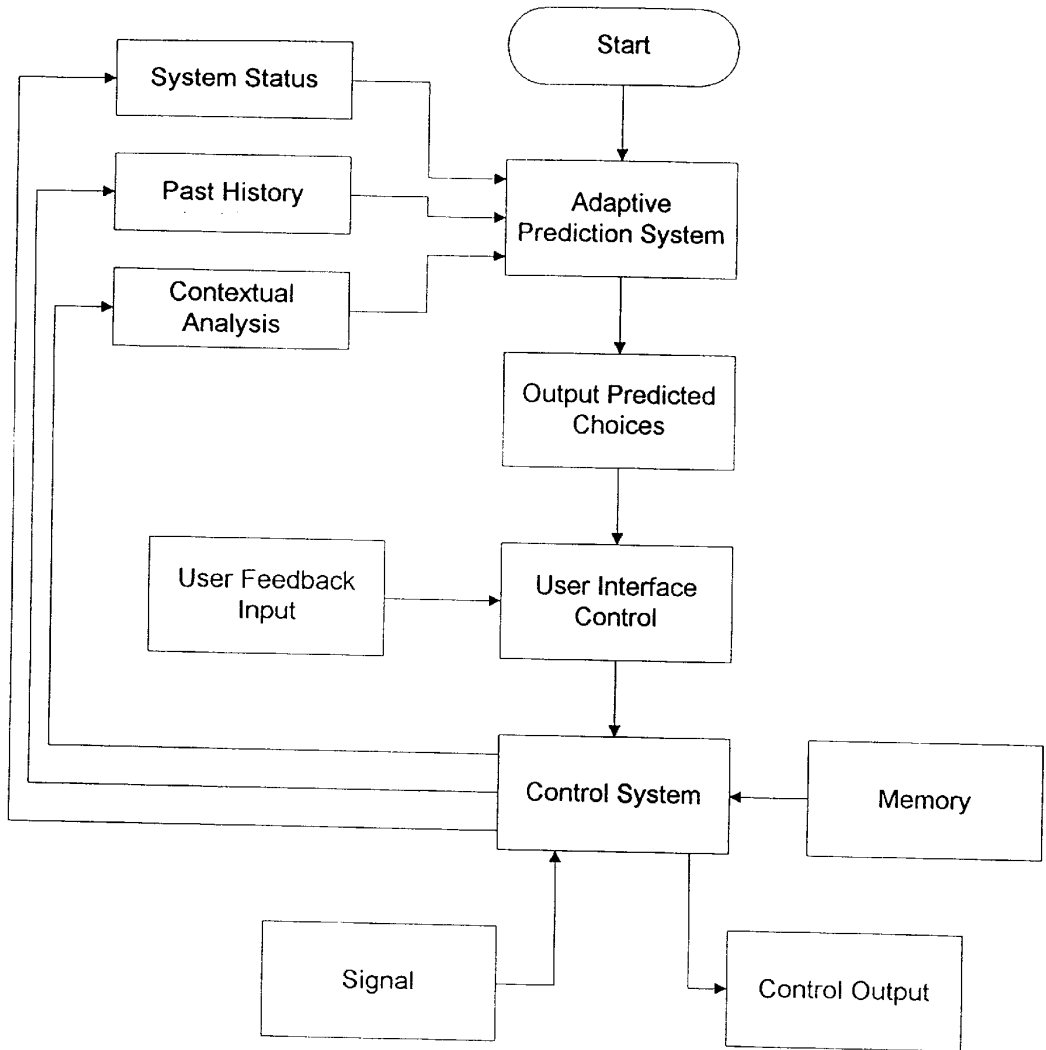 Start
System Status
Past History
Adaptive
Prediction System
Contextual
Analysis
Output Predicted
Choices
User Feedback
Input
User Interface
Control
Control System
Memory
Signal
Control Output